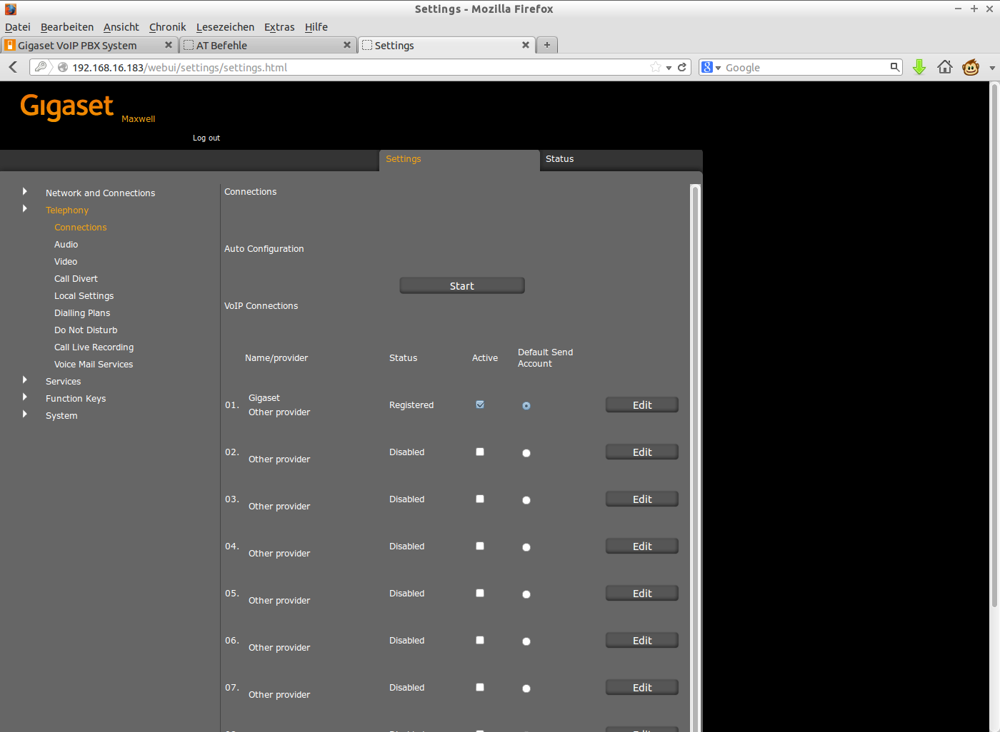 Settings - Mozilla Firefox
Datei Bearbeiten Ansicht Chronik Lesezeichen Extras Hilfe
Gigaset VoIP PBX System AT Befehle Settings
192.168.16.183/webui/settings/settings.html Google
Gigaset
Maxwell
Log out
Settings Status
Network and Connections
Telephony
Connections
Audio
Video
Call Divert
Local Settings
Dialling Plans
Do Not Disturb
Call Live Recording
Voice Mail Services
Services
Function Keys
System
Connections
Auto Configuration
Start
VoIP Connections
Name/provider Status Active Default Send
Account
01. Gigaset
Other provider Registered Edit
02. Other provider Disabled Edit
03. Other provider Disabled Edit
04. Other provider Disabled Edit
05. Other provider Disabled Edit
06. Other provider Disabled Edit
07. Other provider Disabled Edit